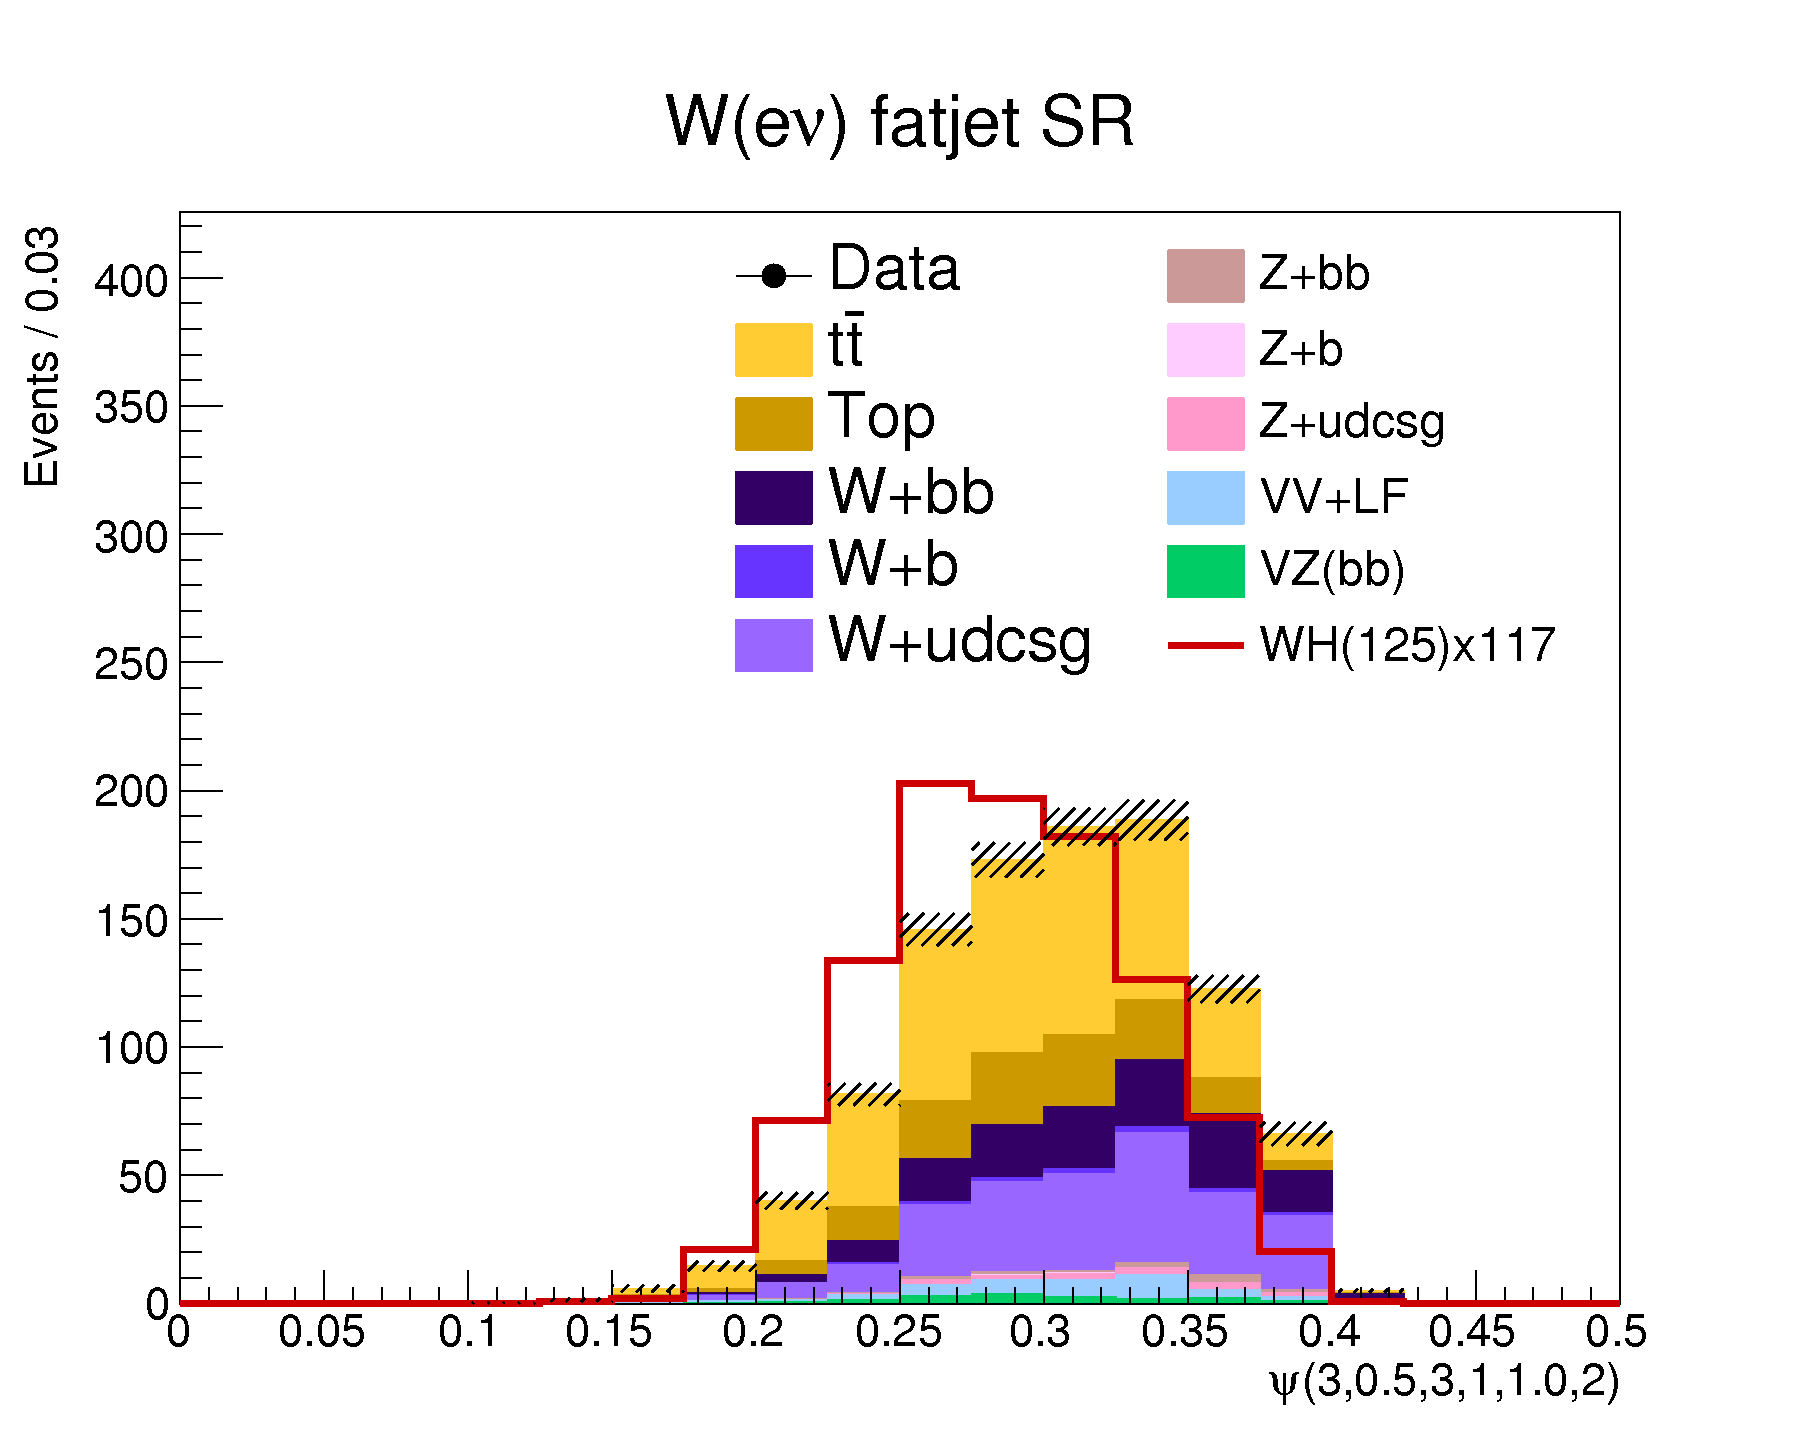 W(eν) fatjet SR
Events / 0.03
400
350
300
250
200
150
100
50
0
Data
tt̄
Top
W+bb
W+b
W+udcsg
Z+bb
Z+b
Z+udcsg
VV+LF
VZ(bb)
WH(125)x117
0 0.05 0.1 0.15 0.2 0.25 0.3 0.35 0.4 0.45 0.5
ψ(3,0.5,3,1,1.0,2)